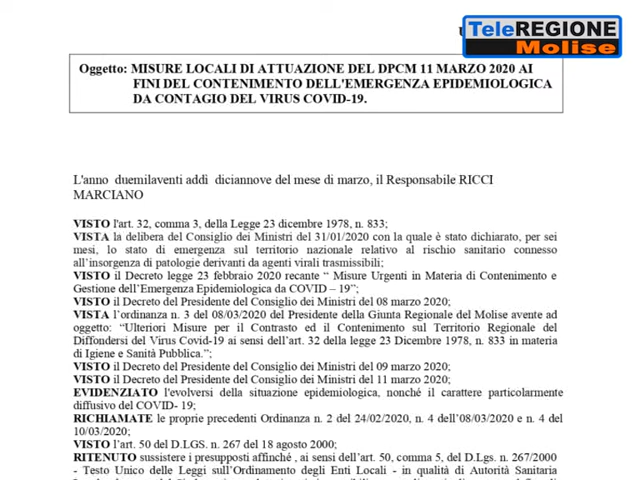 TeleREGIONE
Molise
Oggetto: MISURE LOCALI DI ATTUAZIONE DEL DPCM 11 MARZO 2020 AI
FINI DEL CONTENIMENTO DELL'EMERGENZA EPIDEMIOLOGICA
DA CONTAGIO DEL VIRUS COVID-19.
L'anno duemilaventi addi diciannove del mese di marzo, il Responsabile RICCI
MARCIANO
VISTO l'art. 32, comma 3, della Legge 23 dicembre 1978, n. 833;
VISTA la delibera del Consiglio dei Ministri del 31/01/2020 con la quale è stato dichiarato, per sei
mesi, lo stato di emergenza sul territorio nazionale relativo al rischio sanitario connesso
all'insorgenza di patologie derivanti da agenti virali trasmissibili;
VISTO il Decreto legge 23 febbraio 2020 recante “ Misure Urgenti in Materia di Contenimento e
Gestione dell'Emergenza Epidemiologica da COVID – 19”;
VISTO il Decreto del Presidente del Consiglio dei Ministri del 08 marzo 2020;
VISTA l'ordinanza n. 3 del 08/03/2020 del Presidente della Giunta Regionale del Molise avente ad
oggetto: “Ulteriori Misure per il Contrasto ed il Contenimento sul Territorio Regionale del
Diffondersi del Virus Covid-19 ai sensi dell'art. 32 della legge 23 Dicembre 1978, n. 833 in materia
di Igiene e Sanità Pubblica.”;
VISTO il Decreto del Presidente del Consiglio dei Ministri del 09 marzo 2020;
VISTO il Decreto del Presidente del Consiglio dei Ministri del 11 marzo 2020;
EVIDENZIATO l'evolversi della situazione epidemiologica, nonché il carattere particolarmente
diffusivo del COVID- 19;
RICHIAMATE le proprie precedenti Ordinanza n. 2 del 24/02/2020, n. 4 dell'08/03/2020 e n. 4 del
10/03/2020;
VISTO l'art. 50 del D.LGS. n. 267 del 18 agosto 2000;
RITENUTO sussistere i presupposti affinché , ai sensi dell'art. 50, comma 5, del D.Lgs. n. 267/2000
- Testo Unico delle Leggi sull'Ordinamento degli Enti Locali - in qualità di Autorità Sanitaria